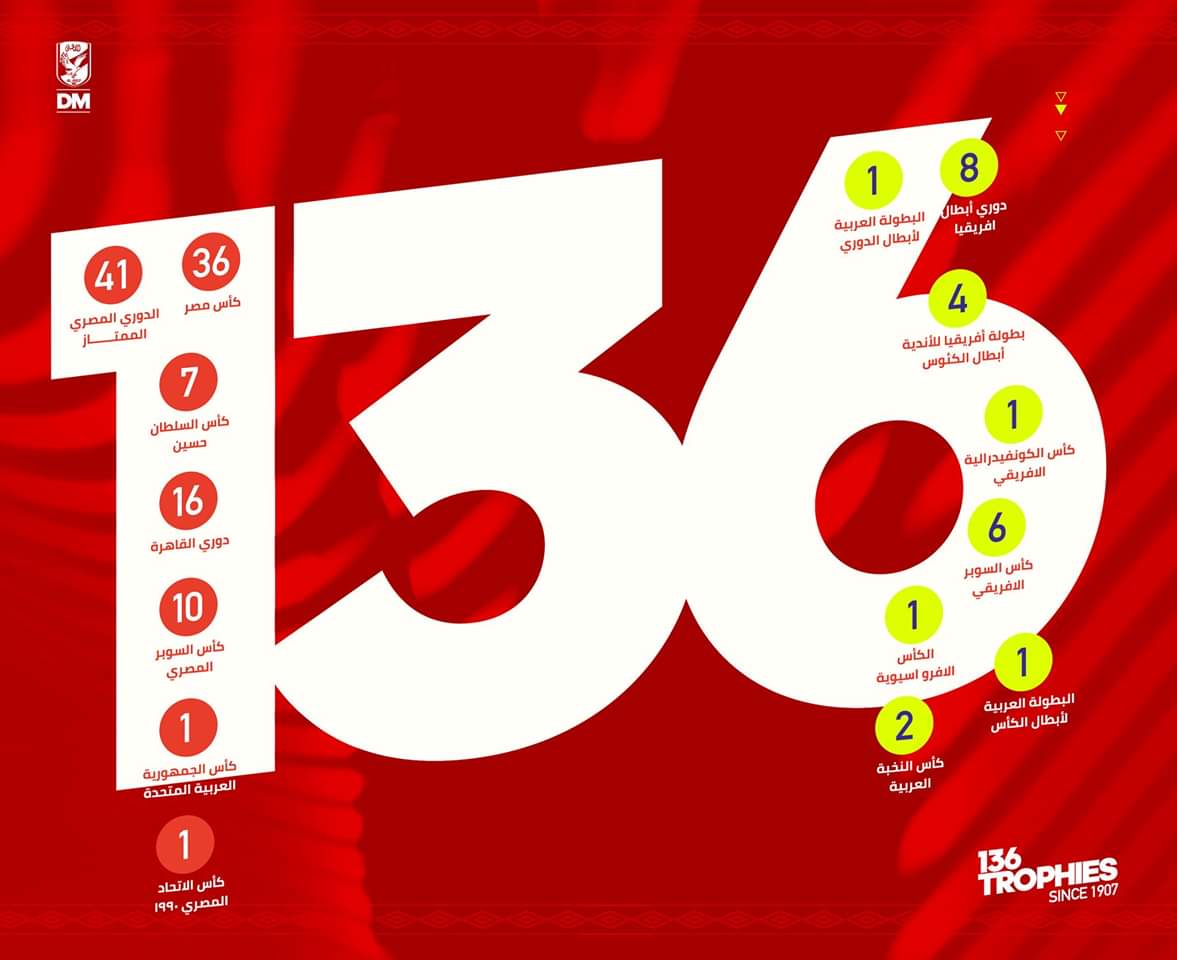 DM
136
41
الدوري المصري
الممتـــــــاز
36
كأس مصر
7
كأس السلطان
حسين
16
دوري القاهرة
10
كأس السوبر
المصري
1
كأس الجمهورية
العربية المتحدة
1
كأس الاتحاد
المصري ١٩٩٠
8
دوري أبطال
افريقيا
1
البطولة العربية
لأبطال الدوري
4
بطولة أفريقيا للأندية
أبطال الكئوس
1
كأس الكونفيدرالية
الافريقي
6
كأس السوبر
الافريقي
1
الكأس
الافرو اسيوية
1
البطولة العربية
لأبطال الكأس
2
كأس النخبة
العربية
136
TROPHIES
SINCE 1907